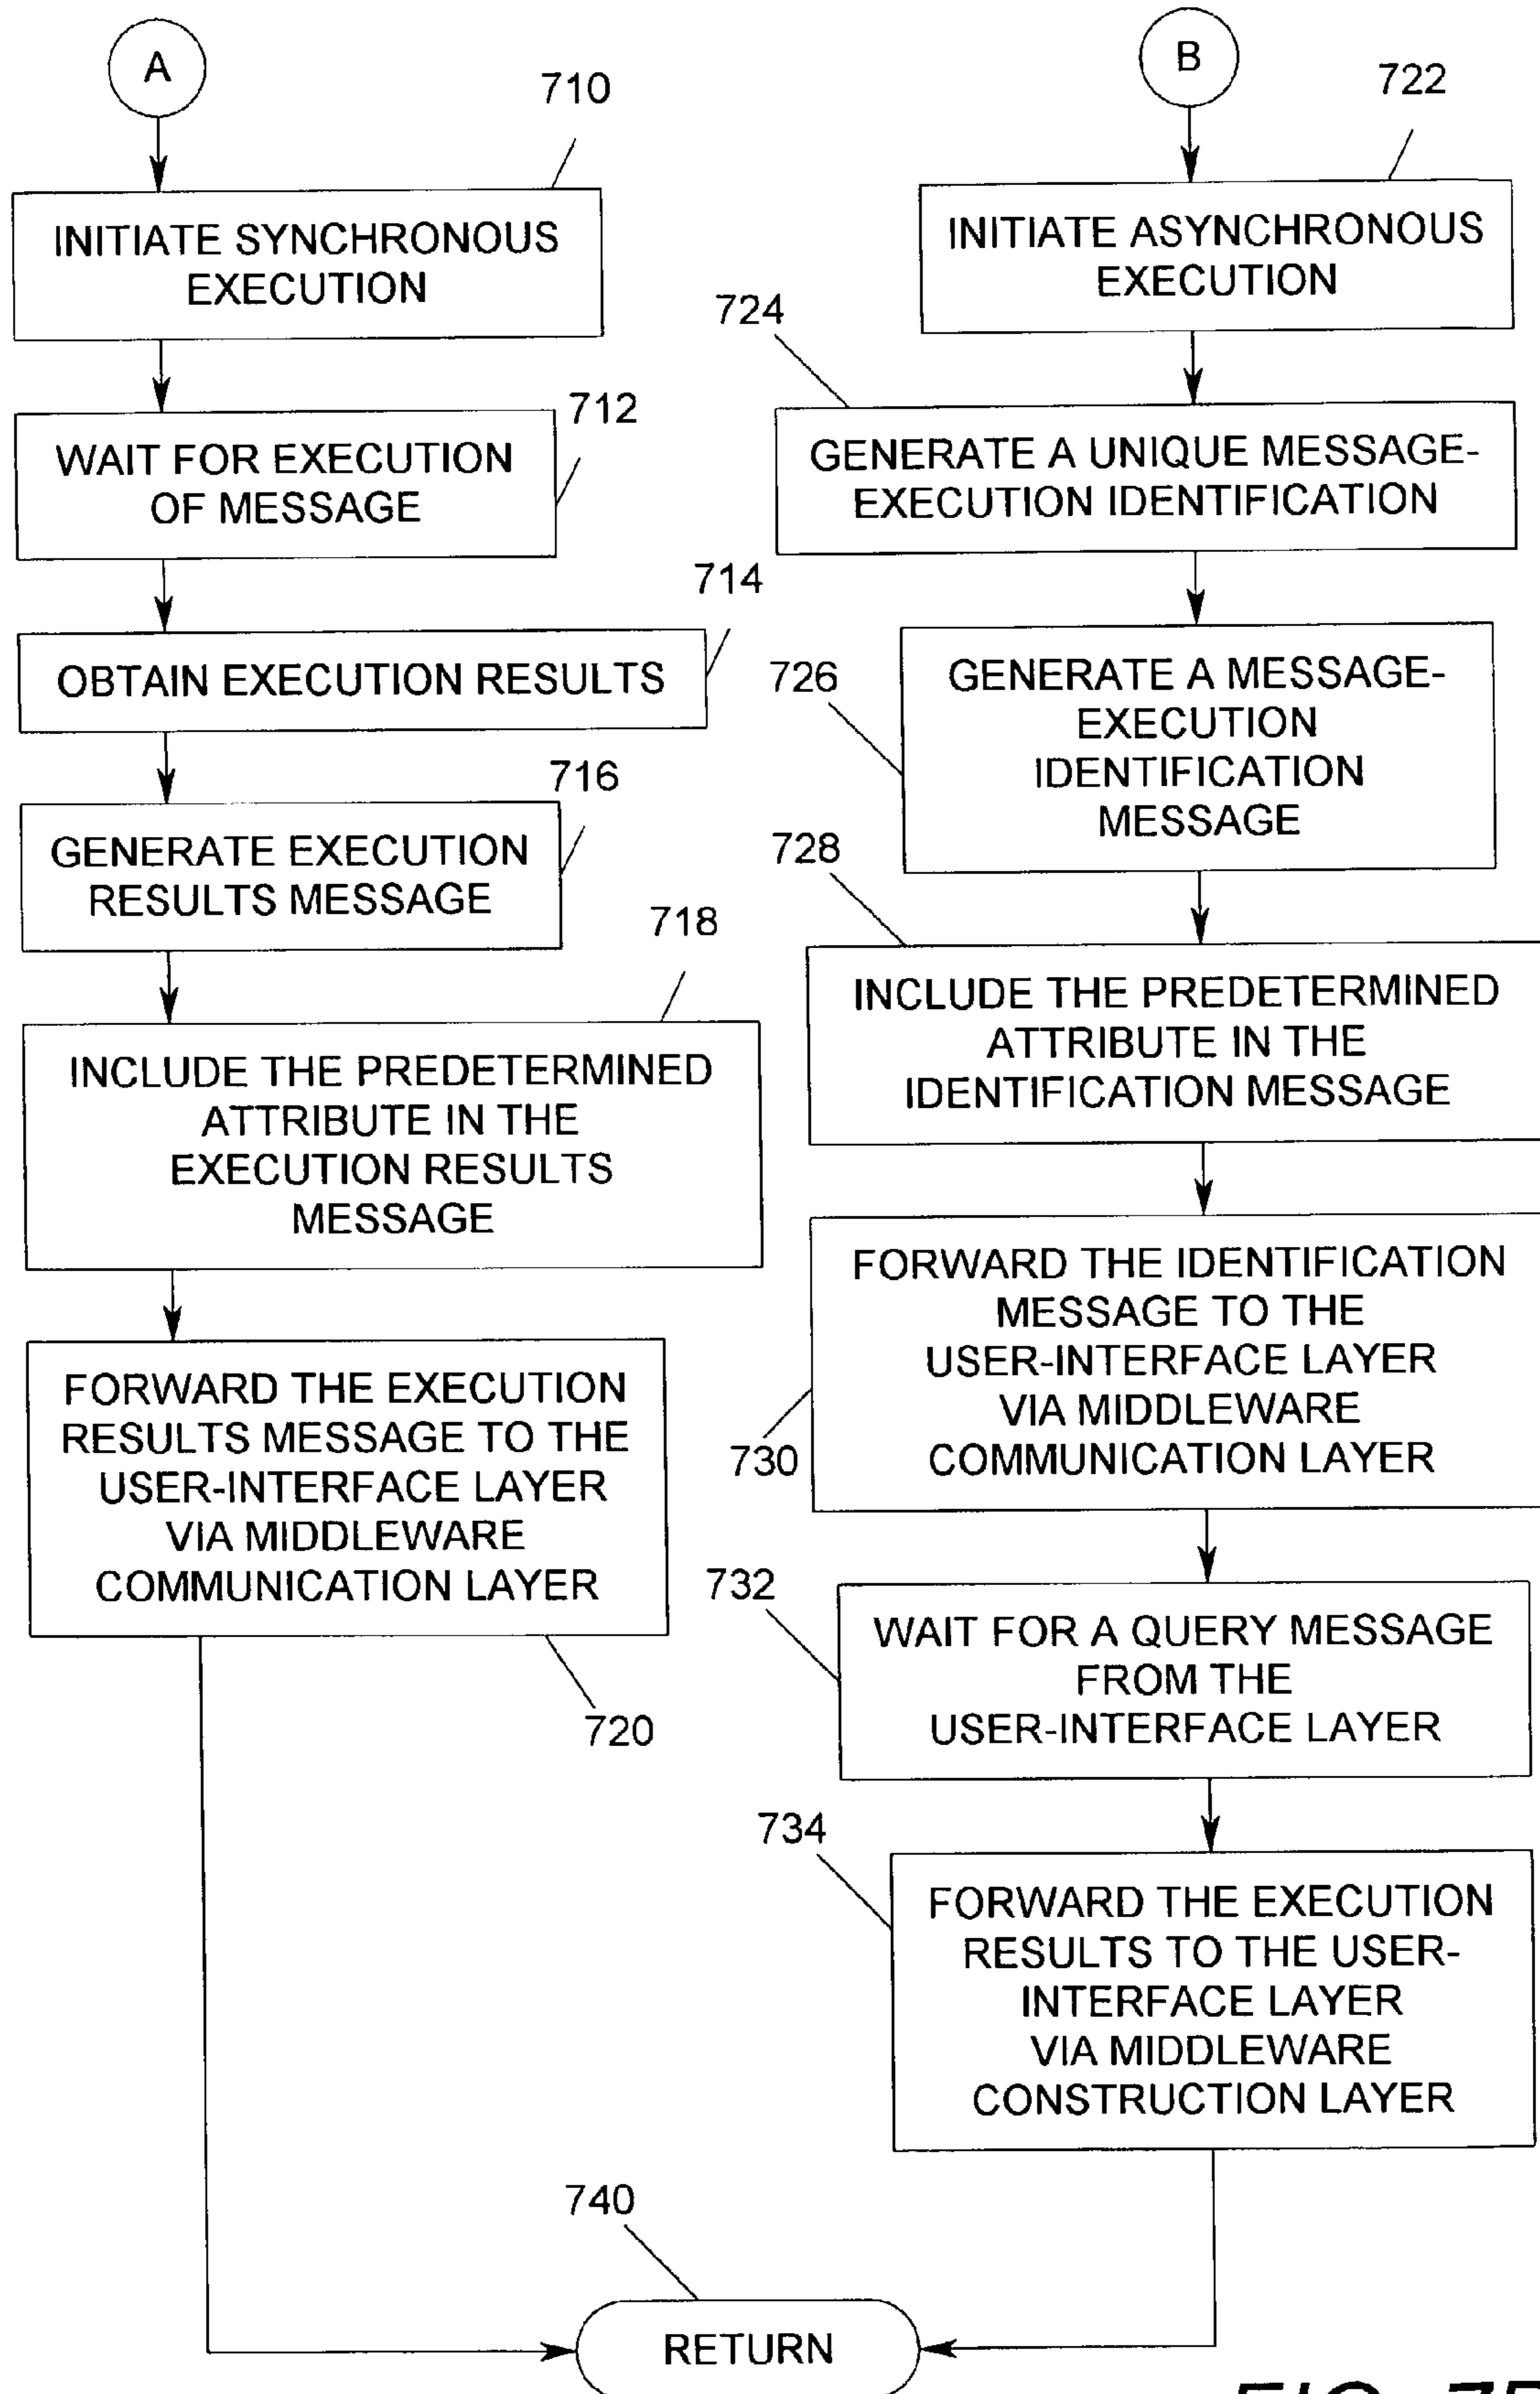 A
710
INITIATE SYNCHRONOUS
EXECUTION
712
WAIT FOR EXECUTION
OF MESSAGE
714
OBTAIN EXECUTION RESULTS
716
GENERATE EXECUTION
RESULTS MESSAGE
718
INCLUDE THE PREDETERMINED
ATTRIBUTE IN THE
EXECUTION RESULTS
MESSAGE
FORWARD THE EXECUTION
RESULTS MESSAGE TO THE
USER-INTERFACE LAYER
VIA MIDDLEWARE
COMMUNICATION LAYER
720
B
722
INITIATE ASYNCHRONOUS
EXECUTION
724
GENERATE A UNIQUE MESSAGE-
EXECUTION IDENTIFICATION
726
GENERATE A MESSAGE-
EXECUTION
IDENTIFICATION
MESSAGE
728
INCLUDE THE PREDETERMINED
ATTRIBUTE IN THE
IDENTIFICATION MESSAGE
FORWARD THE IDENTIFICATION
MESSAGE TO THE
USER-INTERFACE LAYER
VIA MIDDLEWARE
COMMUNICATION LAYER
730
732
WAIT FOR A QUERY MESSAGE
FROM THE
USER-INTERFACE LAYER
734
FORWARD THE EXECUTION
RESULTS TO THE USER-
INTERFACE LAYER
VIA MIDDLEWARE
CONSTRUCTION LAYER
740
RETURN